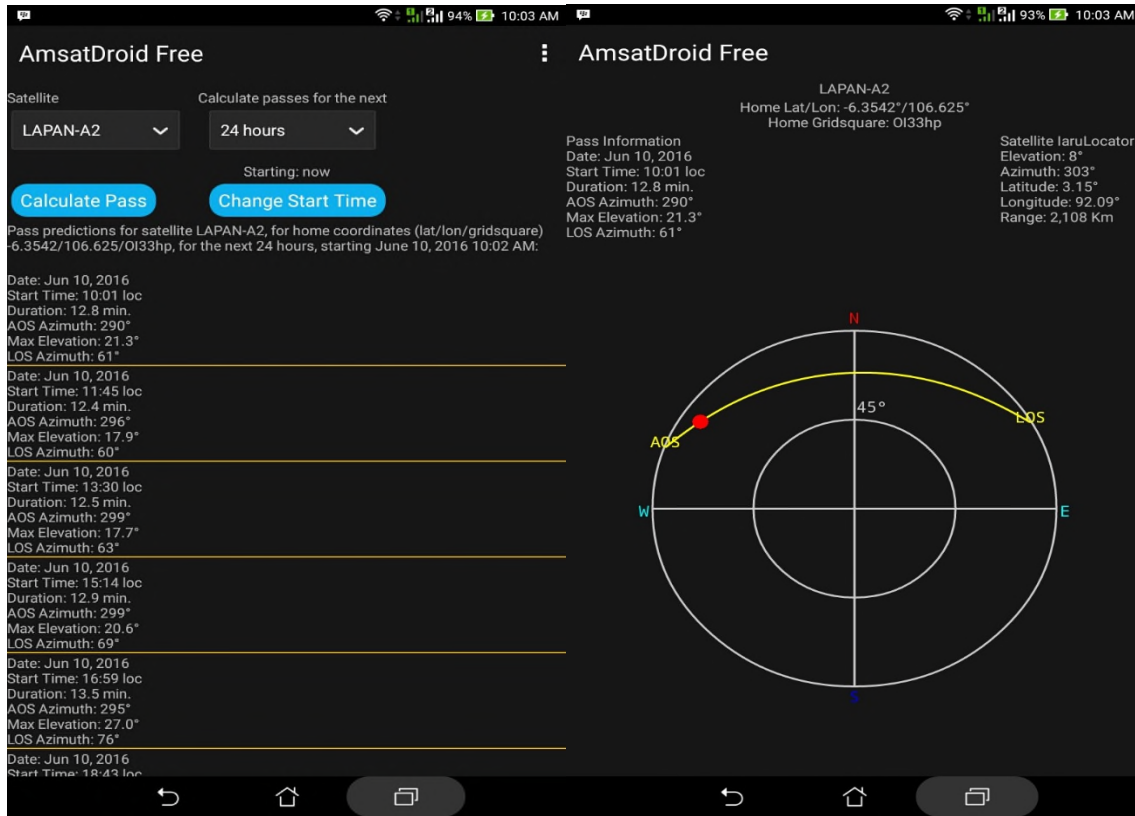 94% 10:03 AM
AmsatDroid Free
Satellite
Calculate passes for the next
LAPAN-A2
24 hours
Starting: now
Calculate Pass
Change Start Time
Pass predictions for satellite LAPAN-A2, for home coordinates (lat/lon/gridsquare)
-6.3542/106.625/OI33hp, for the next 24 hours, starting June 10, 2016 10:02 AM:
Date: Jun 10, 2016
Start Time: 10:01 loc
Duration: 12.8 min.
AOS Azimuth: 290°
Max Elevation: 21.3°
LOS Azimuth: 61°
Date: Jun 10, 2016
Start Time: 11:45 loc
Duration: 12.4 min.
AOS Azimuth: 296°
Max Elevation: 17.9°
LOS Azimuth: 60°
Date: Jun 10, 2016
Start Time: 13:30 loc
Duration: 12.5 min.
AOS Azimuth: 299°
Max Elevation: 17.7°
LOS Azimuth: 63°
Date: Jun 10, 2016
Start Time: 15:14 loc
Duration: 12.9 min.
AOS Azimuth: 299°
Max Elevation: 20.6°
LOS Azimuth: 69°
Date: Jun 10, 2016
Start Time: 16:59 loc
Duration: 13.5 min.
AOS Azimuth: 295°
Max Elevation: 27.0°
LOS Azimuth: 76°
Date: Jun 10, 2016
Start Time: 18:43 loc
93% 10:03 AM
AmsatDroid Free
LAPAN-A2
Home Lat/Lon: -6.3542°/106.625°
Home Gridsquare: OI33hp
Pass Information
Date: Jun 10, 2016
Start Time: 10:01 loc
Duration: 12.8 min.
AOS Azimuth: 290°
Max Elevation: 21.3°
LOS Azimuth: 61°
Satellite IaruLocator
Elevation: 8°
Azimuth: 303°
Latitude: 3.15°
Longitude: 92.09°
Range: 2,108 Km
N
45°
AOS
LOS
W
E
S